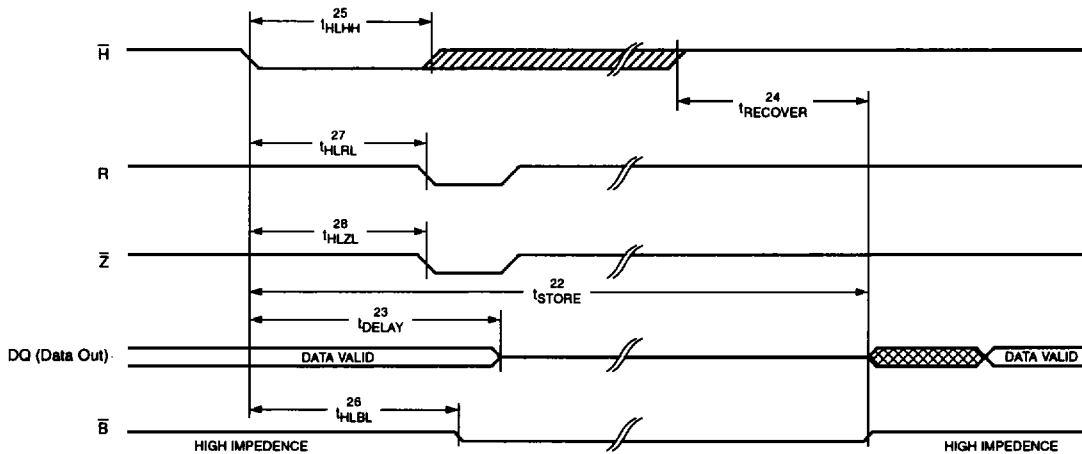 25
tHLHH
H
24
tRECOVER
27
tHLRL
R
28
tHLZL
Z
22
tSTORE
23
tDELAY
DQ (Data Out)
DATA VALID
DATA VALID
26
tHLBL
B
HIGH IMPEDENCE
HIGH IMPEDENCE